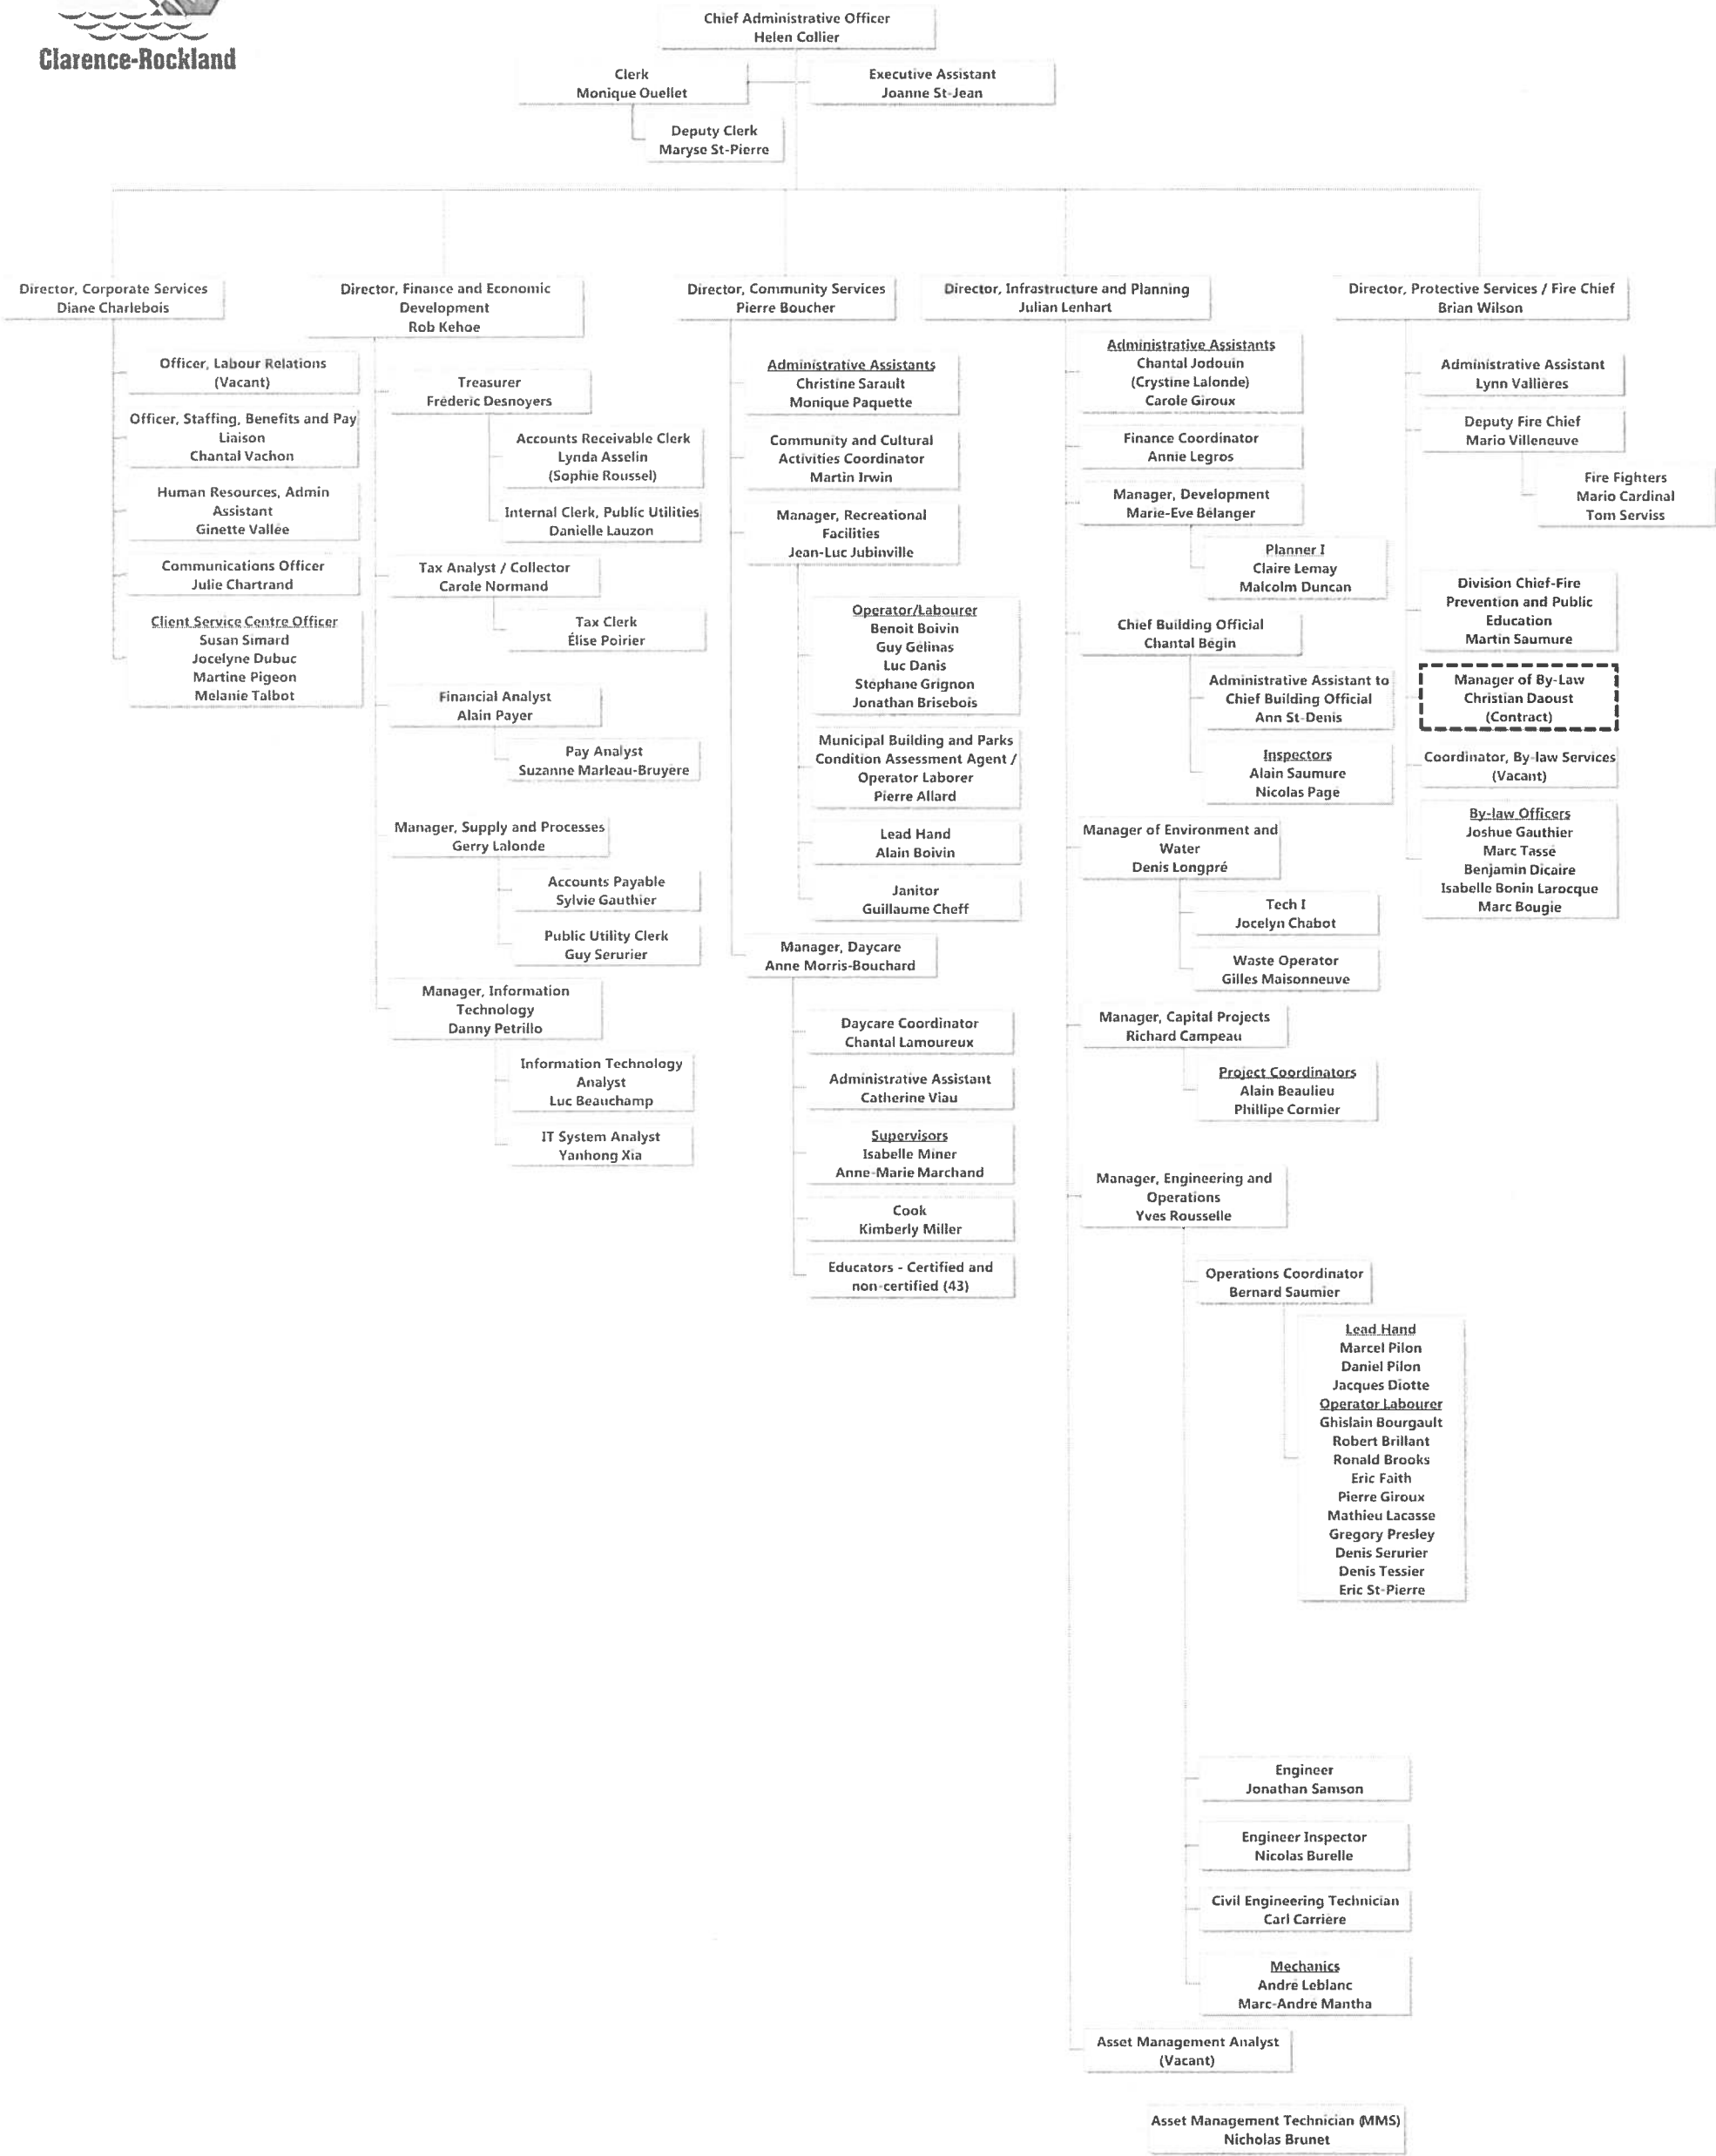 Clarence-Rockland
Chief Administrative Officer
Helen Collier
Clerk
Monique Ouellet
Executive Assistant
Joanne St-Jean
Deputy Clerk
Maryse St-Pierre
Director, Corporate Services
Diane Charlebois
Officer, Labour Relations
(Vacant)
Officer, Staffing, Benefits and Pay
Liaison
Chantal Vachon
Human Resources, Admin
Assistant
Ginette Vallée
Communications Officer
Julie Chartrand
Client Service Centre Officer
Susan Simard
Jocelyne Dubuc
Martine Pigeon
Melanie Talbot
Director, Finance and Economic
Development
Rob Kehoe
Treasurer
Fréderic Desnoyers
Accounts Receivable Clerk
Lynda Asselin
(Sophie Roussel)
Internal Clerk, Public Utilities
Danielle Lauzon
Tax Analyst / Collector
Carole Normand
Tax Clerk
Élise Poirier
Financial Analyst
Alain Payer
Pay Analyst
Suzanne Marleau-Bruyère
Manager, Supply and Processes
Gerry Lalonde
Accounts Payable
Sylvie Gauthier
Public Utility Clerk
Guy Serurier
Manager, Information
Technology
Danny Petrillo
Information Technology
Analyst
Luc Beauchamp
IT System Analyst
Yanhong Xia
Director, Community Services
Pierre Boucher
Administrative Assistants
Christine Sarault
Monique Paquette
Community and Cultural
Activities Coordinator
Martin Irwin
Manager, Recreational
Facilities
Jean-Luc Jubinville
Operator/Labourer
Benoit Boivin
Guy Gélinas
Luc Danis
Stéphane Grignon
Jonathan Brisebois
Municipal Building and Parks
Condition Assessment Agent /
Operator Laborer
Pierre Allard
Lead Hand
Alain Boivin
Janitor
Guillaume Cheff
Manager, Daycare
Anne Morris-Bouchard
Daycare Coordinator
Chantal Lamoureux
Administrative Assistant
Catherine Viau
Supervisors
Isabelle Miner
Anne-Marie Marchand
Cook
Kimberly Miller
Educators - Certified and
non-certified (43)
Director, Infrastructure and Planning
Julian Lenhart
Administrative Assistants
Chantal Jodouin
(Crystine Lalonde)
Carole Giroux
Finance Coordinator
Annie Legros
Manager, Development
Marie-Eve Bélanger
Planner I
Claire Lemay
Malcolm Duncan
Chief Building Official
Chantal Bégin
Administrative Assistant to
Chief Building Official
Ann St-Denis
Inspectors
Alain Saumure
Nicolas Pagé
Manager of Environment and
Water
Denis Longpré
Tech I
Jocelyn Chabot
Waste Operator
Gilles Maisonneuve
Manager, Capital Projects
Richard Campeau
Project Coordinators
Alain Beaulieu
Phillipe Cormier
Manager, Engineering and
Operations
Yves Rousselle
Operations Coordinator
Bernard Saumier
Lead Hand
Marcel Pilon
Daniel Pilon
Jacques Diotte
Operator Labourer
Ghislain Bourgault
Robert Brillant
Ronald Brooks
Eric Faith
Pierre Giroux
Mathieu Lacasse
Gregory Presley
Denis Serurier
Denis Tessier
Eric St-Pierre
Engineer
Jonathan Samson
Engineer Inspector
Nicolas Burelle
Civil Engineering Technician
Carl Carrière
Mechanics
André Leblanc
Marc-André Mantha
Asset Management Analyst
(Vacant)
Asset Management Technician (MMS)
Nicholas Brunet
Director, Protective Services / Fire Chief
Brian Wilson
Administrative Assistant
Lynn Vallières
Deputy Fire Chief
Mario Villeneuve
Fire Fighters
Mario Cardinal
Tom Serviss
Division Chief-Fire
Prevention and Public
Education
Martin Saumure
Manager of By-Law
Christian Daoust
(Contract)
Coordinator, By-law Services
(Vacant)
By-law Officers
Joshue Gauthier
Marc Tassé
Benjamin Dicaire
Isabelle Bonin Larocque
Marc Bougie